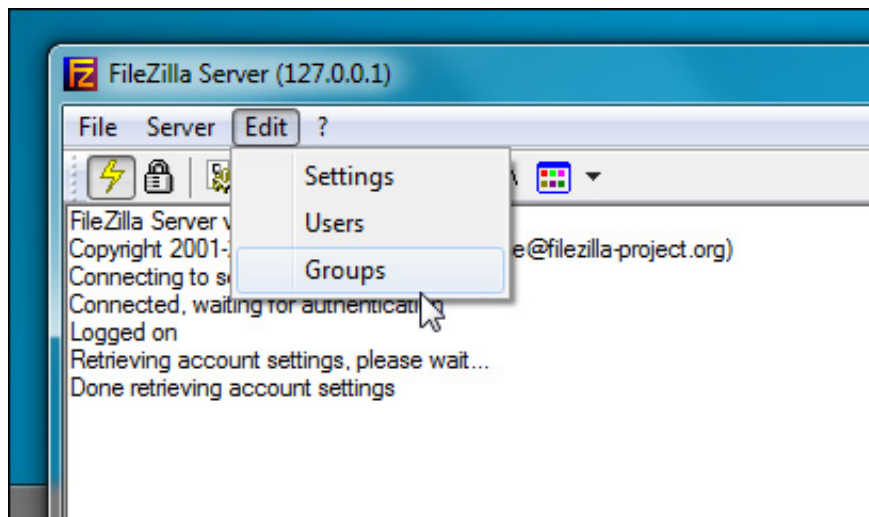 FileZilla Server (127.0.0.1)
File Server Edit ?
Settings
Users
Groups
FileZilla Server
Copyright 2001- e@filezilla-project.org)
Connecting to
Connected, waiting for authentication
Logged on
Retrieving account settings, please wait...
Done retrieving account settings